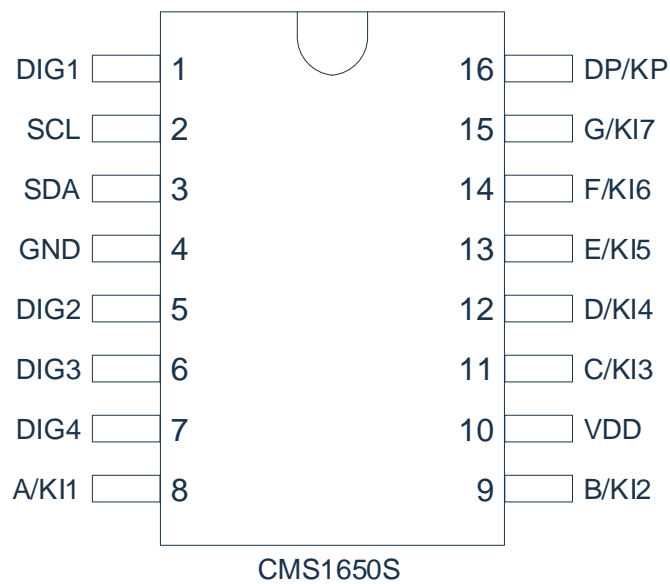 DIG1 1 16 DP/KP
SCL 2 15 G/KI7
SDA 3 14 F/KI6
GND 4 13 E/KI5
DIG2 5 12 D/KI4
DIG3 6 11 C/KI3
DIG4 7 10 VDD
A/KI1 8 9 B/KI2
CMS1650S